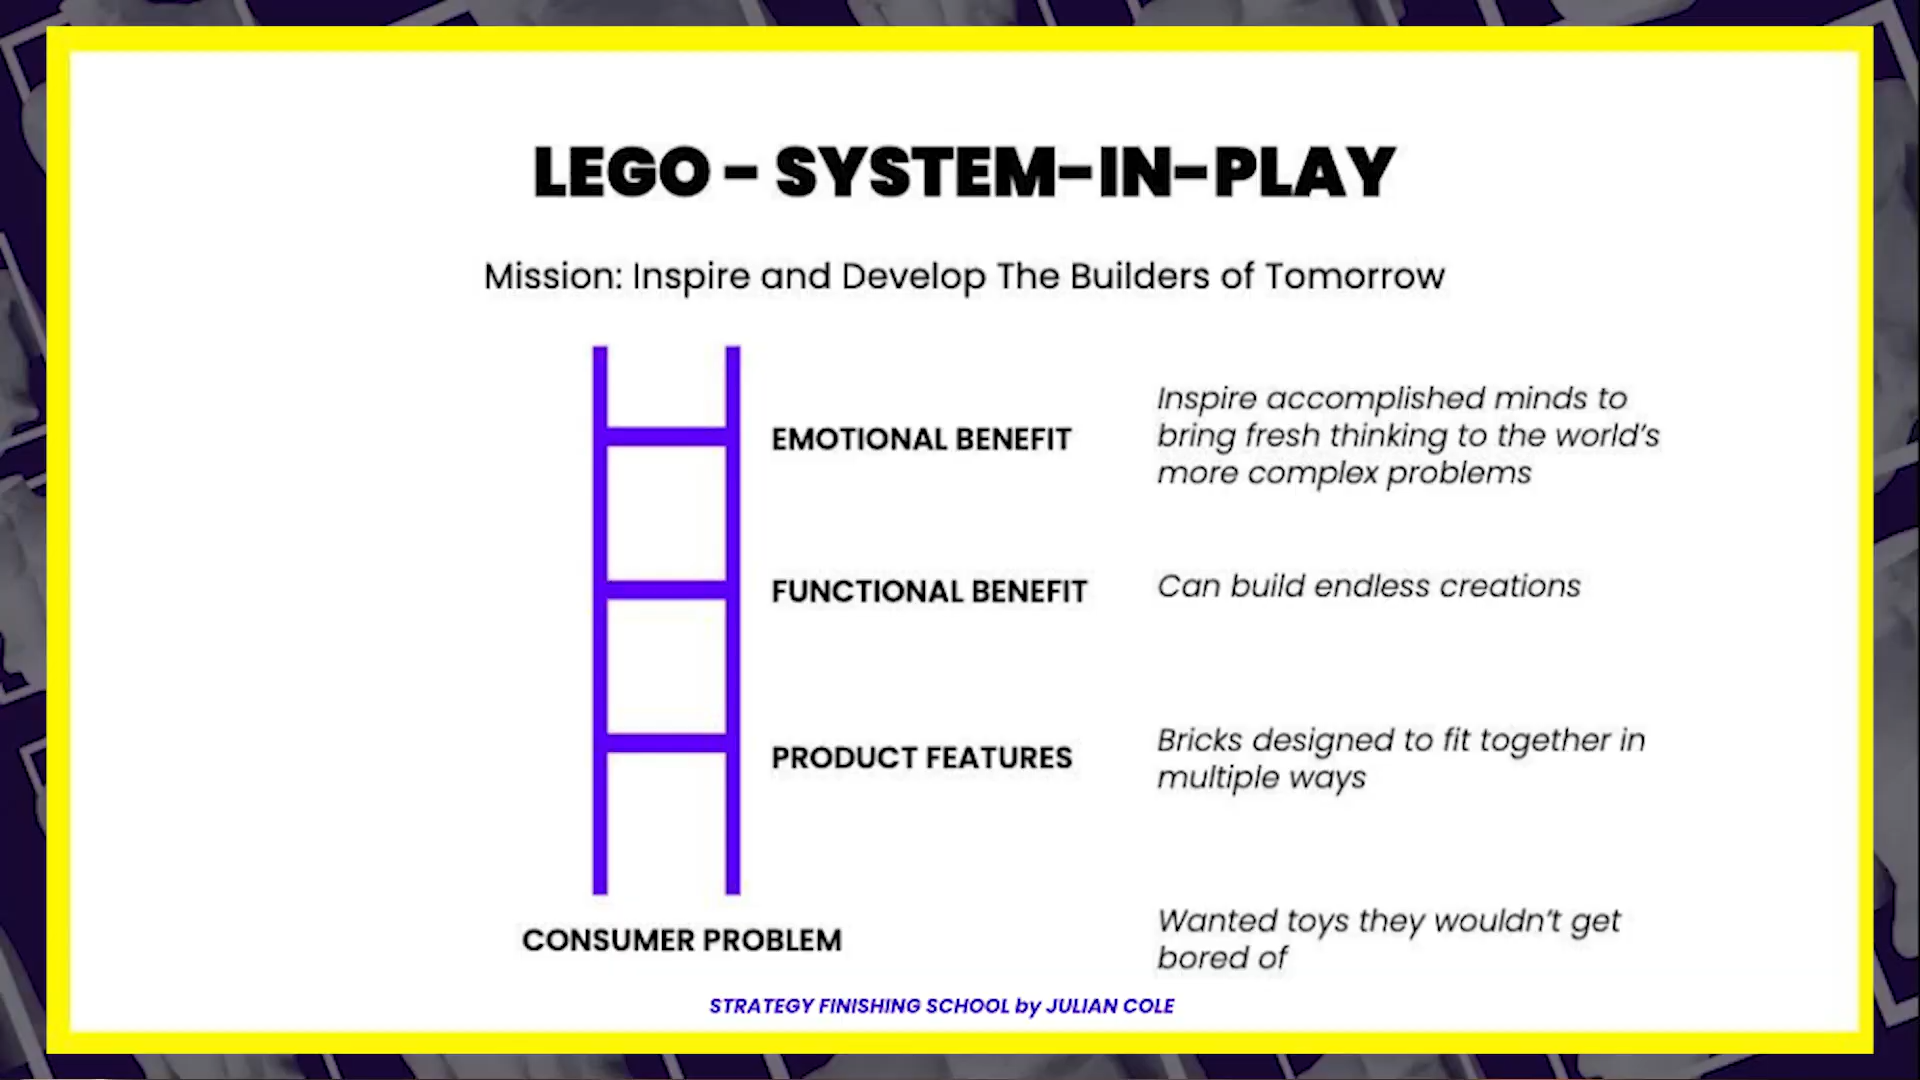 LEGO - SYSTEM-IN-PLAY
Mission: Inspire and Develop The Builders of Tomorrow
EMOTIONAL BENEFIT
Inspire accomplished minds to
bring fresh thinking to the world's
more complex problems
FUNCTIONAL BENEFIT
Can build endless creations
PRODUCT FEATURES
Bricks designed to fit together in
multiple ways
CONSUMER PROBLEM
Wanted toys they wouldn't get
bored of
STRATEGY FINISHING SCHOOL by JULIAN COLE